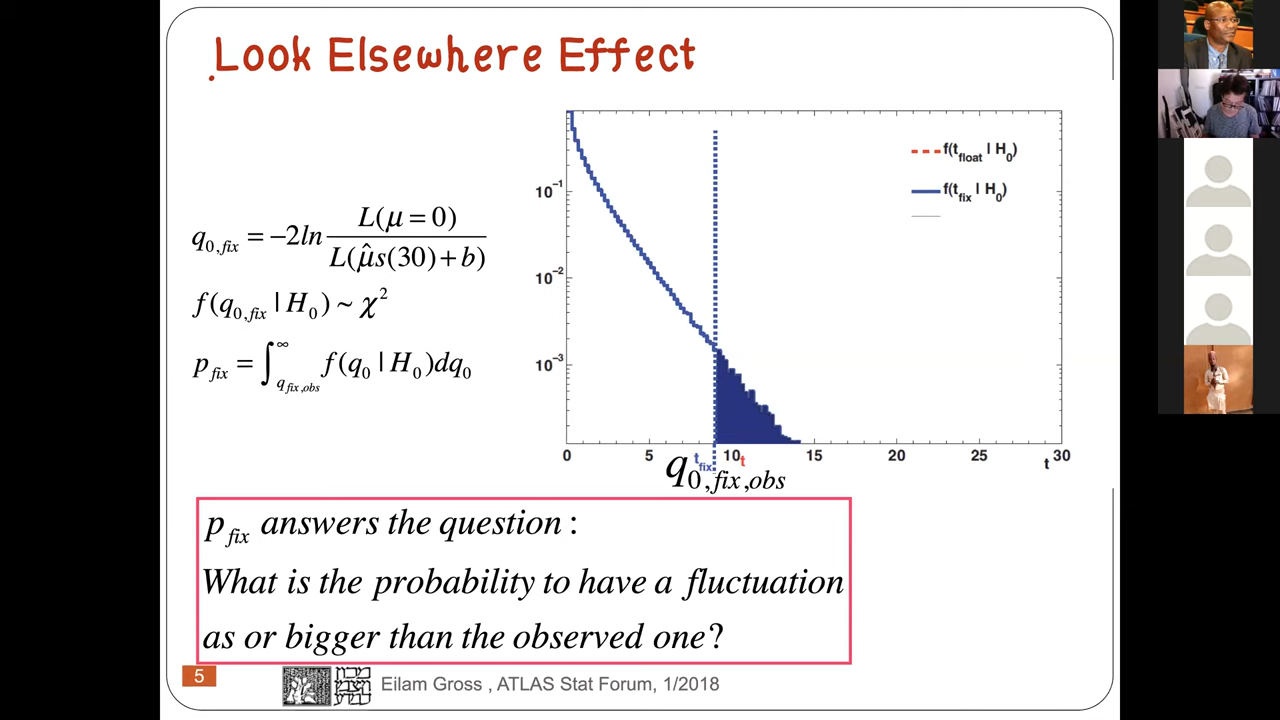 Look Elsewhere Effect
q0,fix = −2ln L(μ = 0) / L(μ̂s(30) + b)
f(q0,fix | H0) ~ χ²
pfix = ∫_{qfix,obs}^{∞} f(q0 | H0)dq0
f(tfloat | H0)
f(tfix | H0)
10⁻¹
10⁻²
10⁻³
0 5 10 15 20 25 30
tfix t t
q0,fix,obs
pfix answers the question :
What is the probability to have a fluctuation
as or bigger than the observed one?
5
Eilam Gross , ATLAS Stat Forum, 1/2018